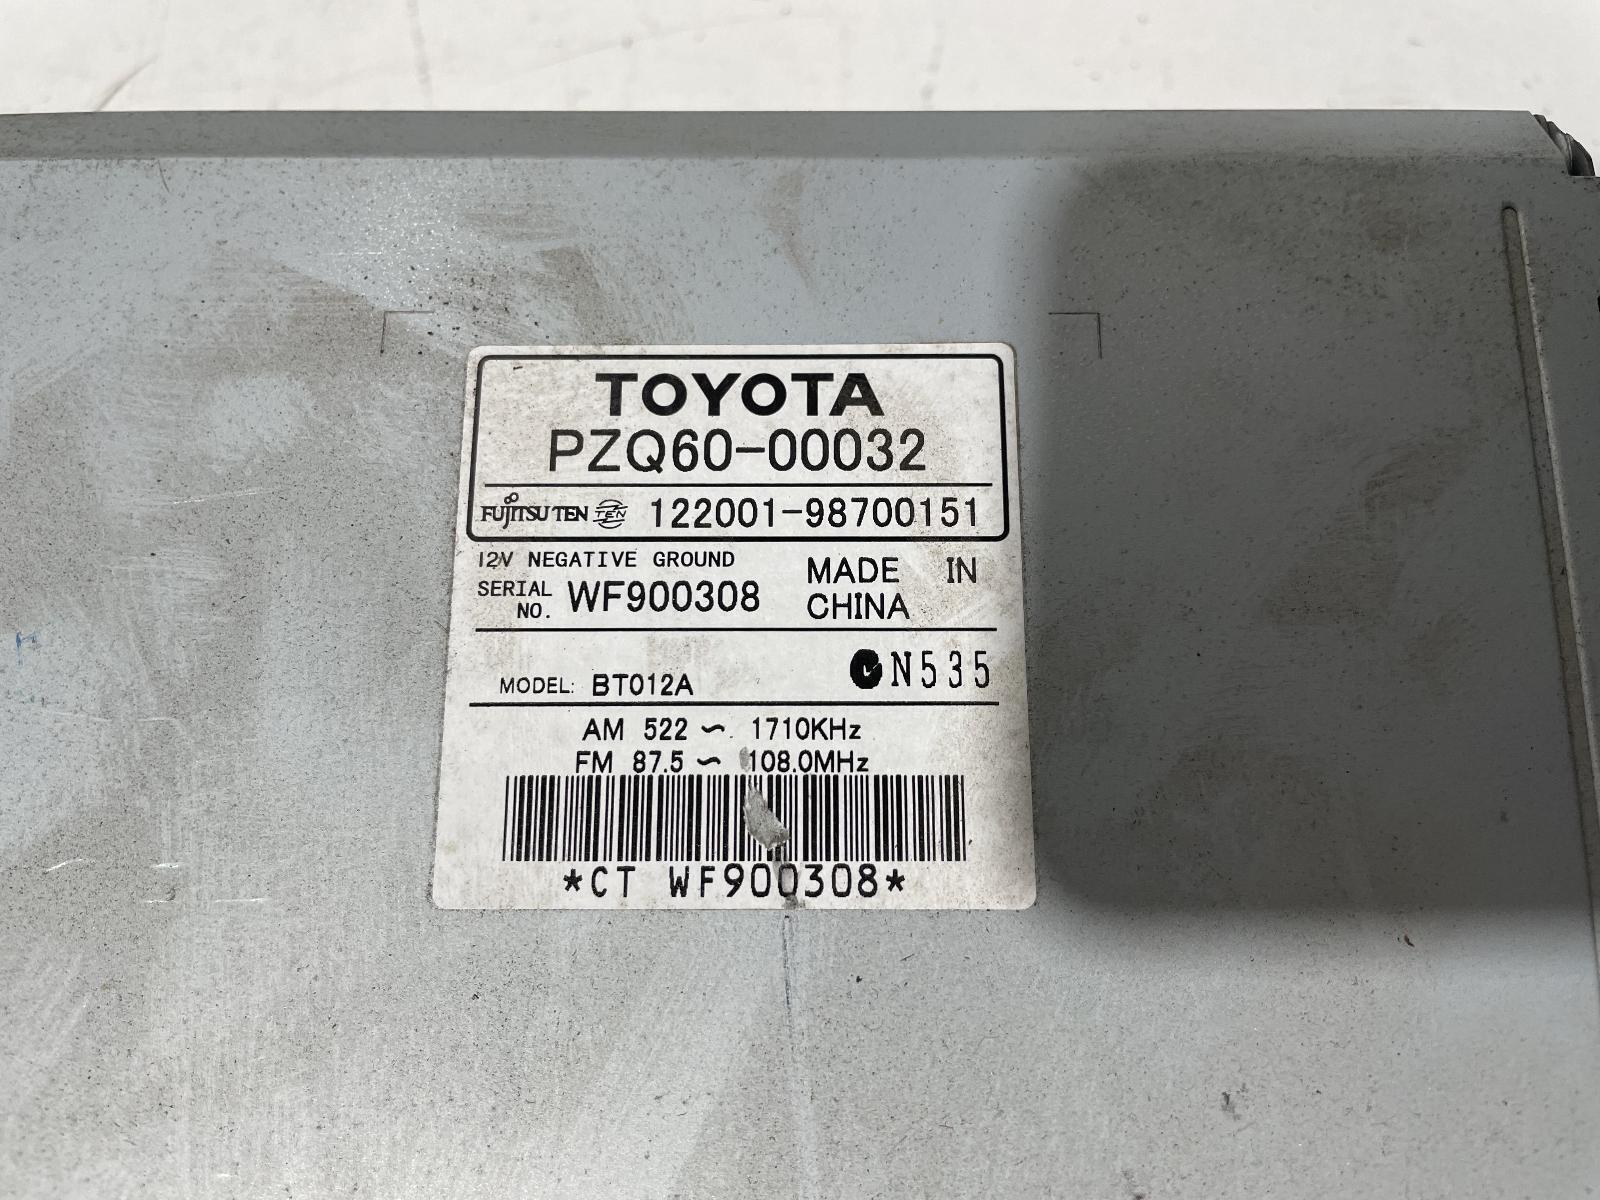 TOYOTA
PZQ60-00032
FUJITSU TEN TEN 122001-98700151
12V NEGATIVE GROUND
SERIAL NO. WF900308
MADE IN CHINA
N535
MODEL: BT012A
AM 522 ~ 1710KHz
FM 87.5 ~ 108.0MHz
*CT WF900308*